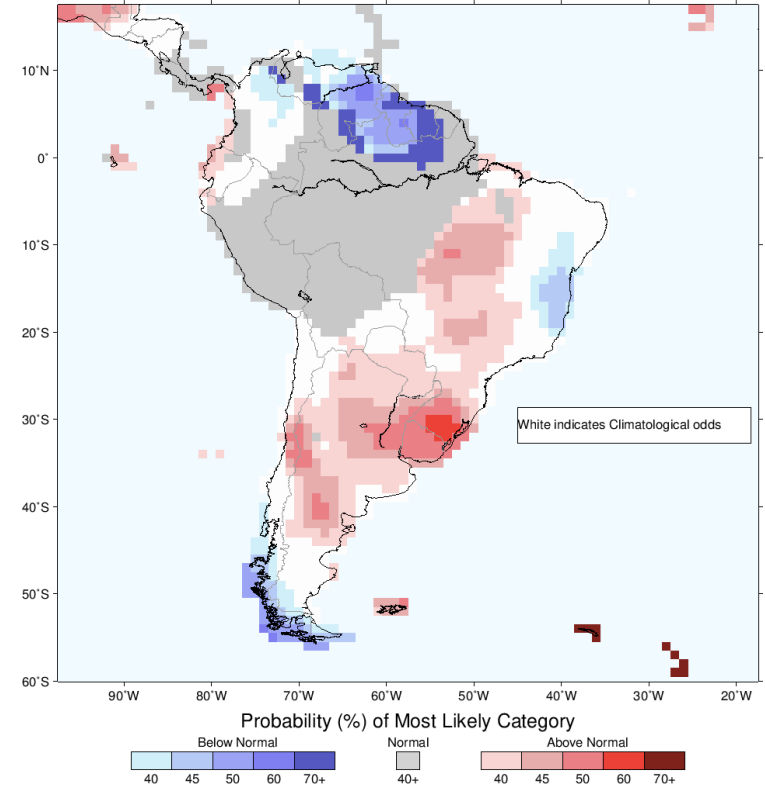 10°N
0°
10°S
20°S
30°S
40°S
50°S
60°S
White indicates Climatological odds
90°W 80°W 70°W 60°W 50°W 40°W 30°W 20°W
Probability (%) of Most Likely Category
Below Normal Normal Above Normal
40 45 50 60 70+ 40+ 40 45 50 60 70+